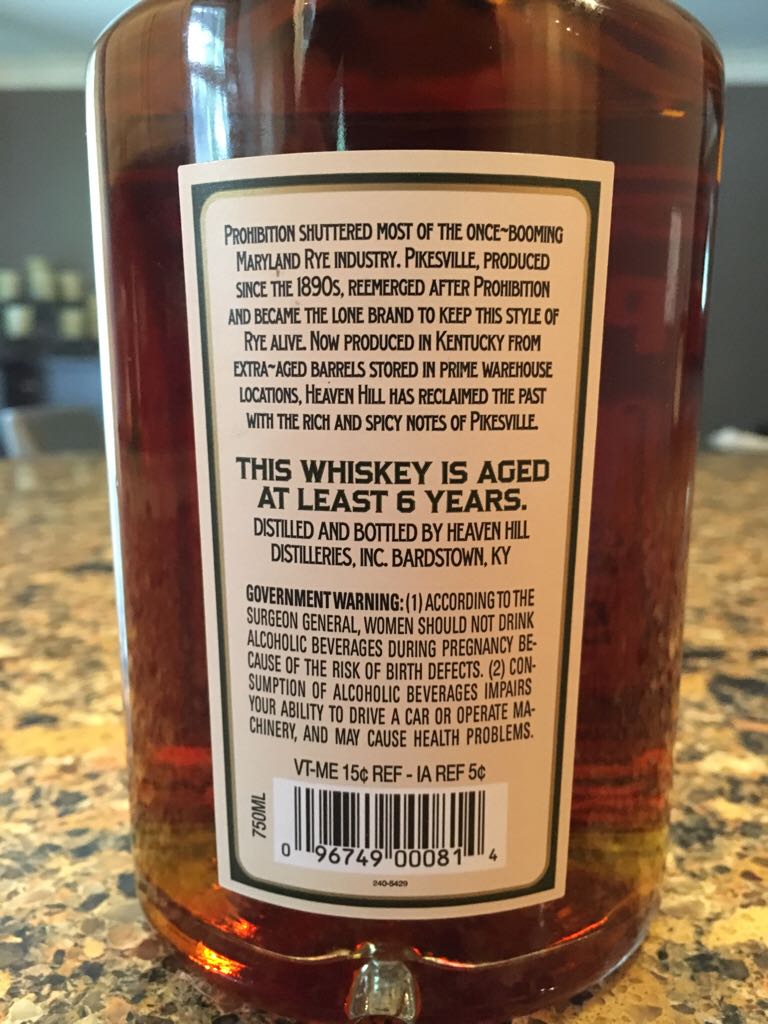 PROHIBITION SHUTTERED MOST OF THE ONCE~BOOMING
MARYLAND RYE INDUSTRY. PIKESVILLE, PRODUCED
SINCE THE 1890s, REEMERGED AFTER PROHIBITION
AND BECAME THE LONE BRAND TO KEEP THIS STYLE OF
RYE ALIVE. NOW PRODUCED IN KENTUCKY FROM
EXTRA~AGED BARRELS STORED IN PRIME WAREHOUSE
LOCATIONS, HEAVEN HILL HAS RECLAIMED THE PAST
WITH THE RICH AND SPICY NOTES OF PIKESVILLE.
THIS WHISKEY IS AGED
AT LEAST 6 YEARS.
DISTILLED AND BOTTLED BY HEAVEN HILL
DISTILLERIES, INC. BARDSTOWN, KY
GOVERNMENT WARNING: (1) ACCORDING TO THE
SURGEON GENERAL, WOMEN SHOULD NOT DRINK
ALCOHOLIC BEVERAGES DURING PREGNANCY BE-
CAUSE OF THE RISK OF BIRTH DEFECTS. (2) CON-
SUMPTION OF ALCOHOLIC BEVERAGES IMPAIRS
YOUR ABILITY TO DRIVE A CAR OR OPERATE MA-
CHINERY, AND MAY CAUSE HEALTH PROBLEMS.
VT-ME 15¢ REF - IA REF 5¢
750ML
0 96749 00081 4
240-5429